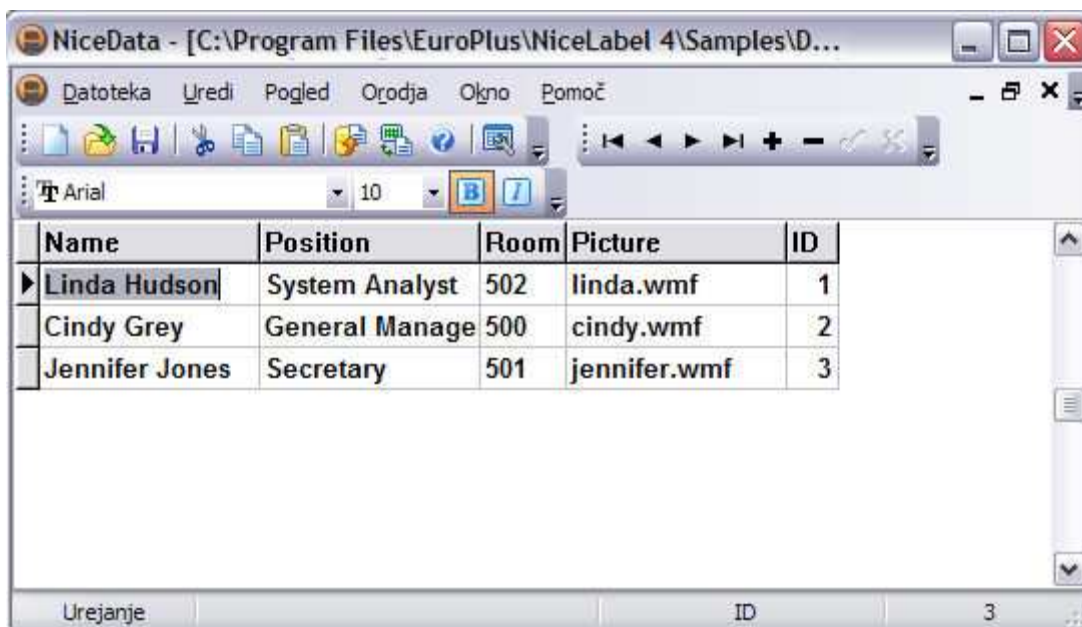 NiceData - [C:\Program Files\EuroPlus\NiceLabel 4\Samples\D...
Datoteka Uredi Pogled Orodja Okno Pomoč
Arial 10 B I
Name Position Room Picture ID
Linda Hudson System Analyst 502 linda.wmf 1
Cindy Grey General Manage 500 cindy.wmf 2
Jennifer Jones Secretary 501 jennifer.wmf 3
Urejanje ID 3